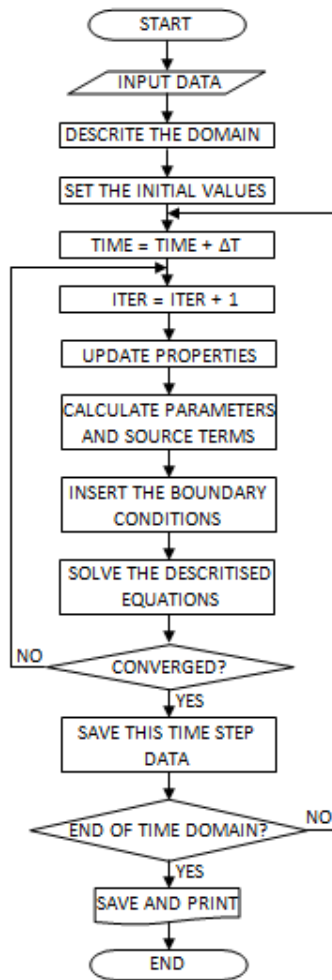 START
INPUT DATA
DESCRITE THE DOMAIN
SET THE INITIAL VALUES
TIME = TIME + ΔT
ITER = ITER + 1
UPDATE PROPERTIES
CALCULATE PARAMETERS
AND SOURCE TERMS
INSERT THE BOUNDARY
CONDITIONS
SOLVE THE DESCRITISED
EQUATIONS
NO
CONVERGED?
YES
SAVE THIS TIME STEP
DATA
NO
END OF TIME DOMAIN?
YES
SAVE AND PRINT
END